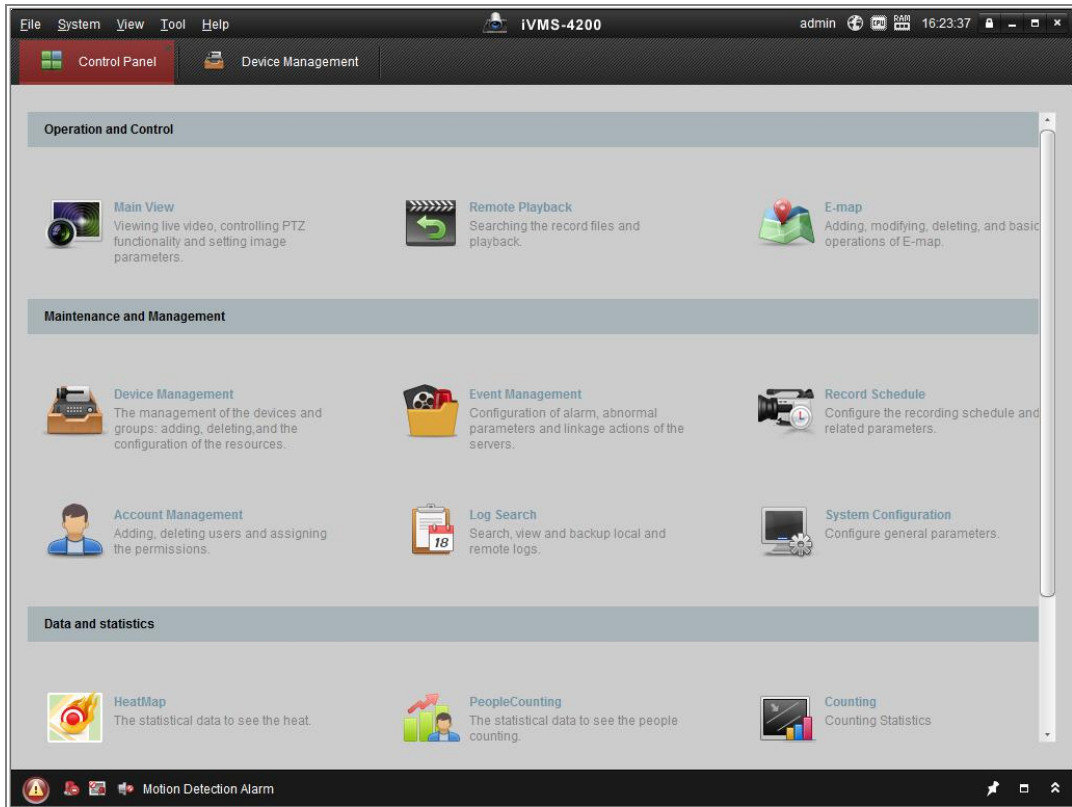 File System View Tool Help iVMS-4200 admin CPU RAM 16:23:37
Control Panel Device Management
Operation and Control
Main View
Viewing live video, controlling PTZ
functionality and setting image
parameters.
Remote Playback
Searching the record files and
playback.
E-map
Adding, modifying, deleting, and basic
operations of E-map.
Maintenance and Management
Device Management
The management of the devices and
groups: adding, deleting,and the
configuration of the resources.
Event Management
Configuration of alarm, abnormal
parameters and linkage actions of the
servers.
Record Schedule
Configure the recording schedule and
related parameters.
Account Management
Adding, deleting users and assigning
the permissions.
18
Log Search
Search, view and backup local and
remote logs.
System Configuration
Configure general parameters.
Data and statistics
HeatMap
The statistical data to see the heat.
PeopleCounting
The statistical data to see the people
counting.
Counting
Counting Statistics
Motion Detection Alarm